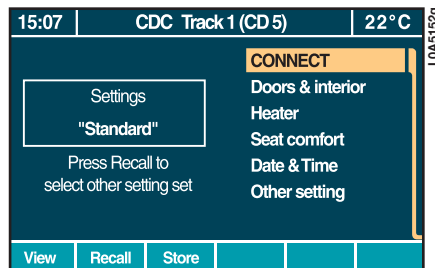 15:07 CDC Track 1 (CD 5) 22°C
Settings
"Standard"
Press Recall to
select other setting set
CONNECT
Doors & interior
Heater
Seat comfort
Date & Time
Other setting
View Recall Store
L0A5152g